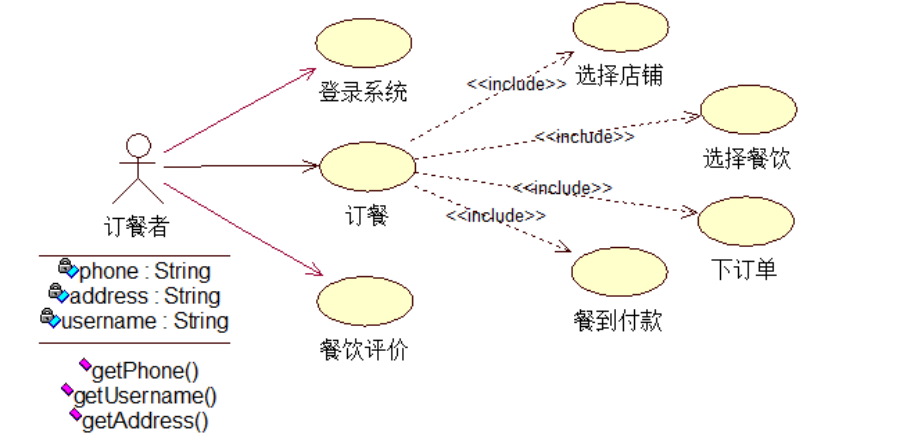 登录系统
<<include>>
选择店铺
<<include>>
选择餐饮
订餐者
订餐
<<include>>
<<include>>
下订单
phone : String
address : String
username : String
餐饮评价
餐到付款
getPhone()
getUsername()
getAddress()